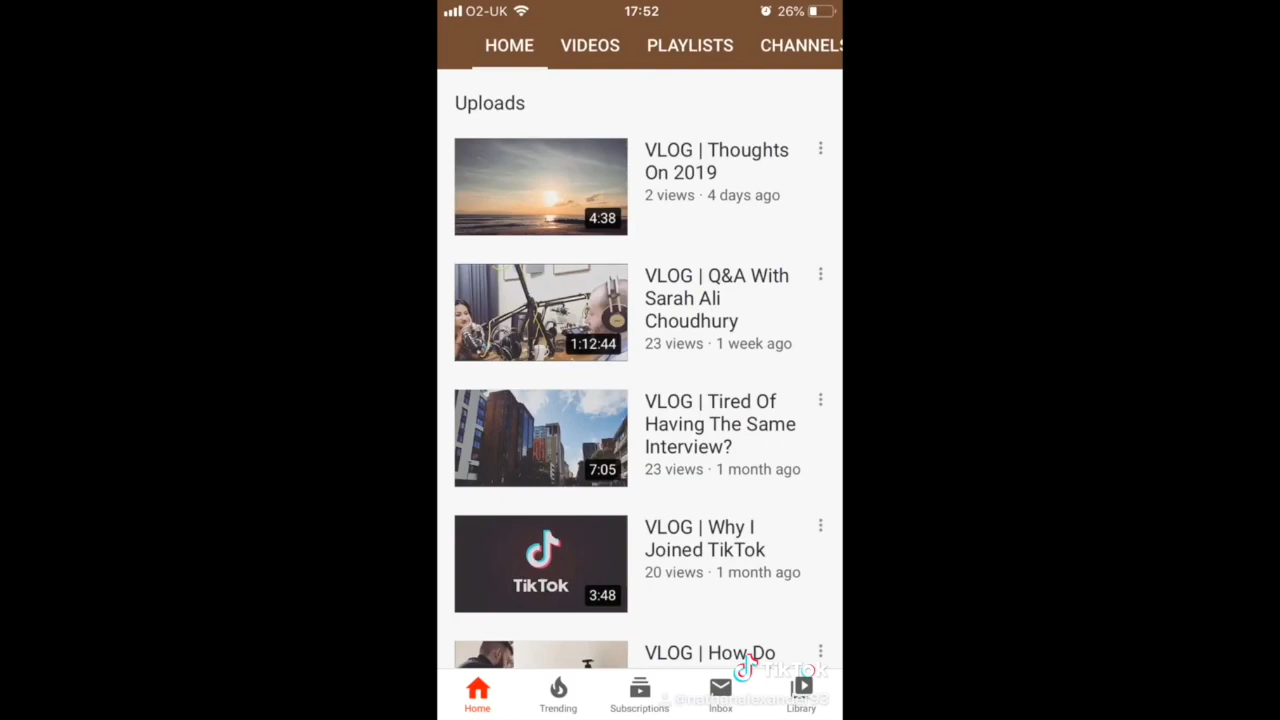 O2-UK 17:52 26%
HOME VIDEOS PLAYLISTS CHANNELS
Uploads
VLOG | Thoughts
On 2019
2 views · 4 days ago
4:38
VLOG | Q&A With
Sarah Ali
Choudhury
23 views · 1 week ago
1:12:44
VLOG | Tired Of
Having The Same
Interview?
23 views · 1 month ago
7:05
VLOG | Why I
Joined TikTok
20 views · 1 month ago
TikTok
3:48
VLOG | How Do
TikTok
@nathanalexander93
Home Trending Subscriptions Inbox Library